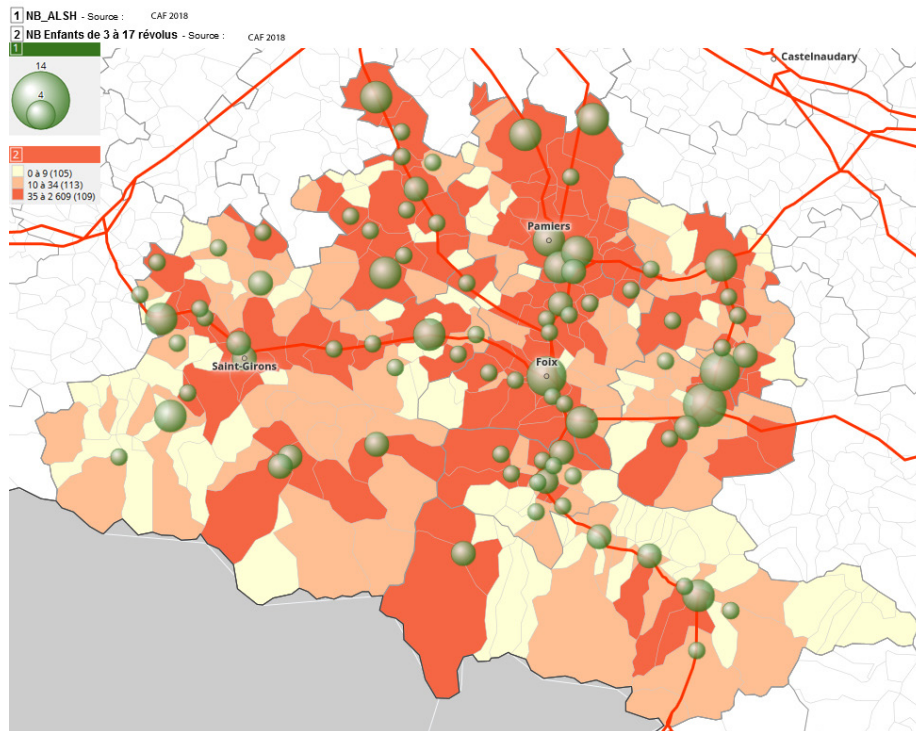 1 NB_ALSH - Source : CAF 2018
2 NB Enfants de 3 à 17 révolus - Source : CAF 2018
1
14
4
2
0 à 9 (105)
10 à 34 (113)
35 à 2 609 (109)
Castelnaudary
Pamiers
Foix
Saint-Girons